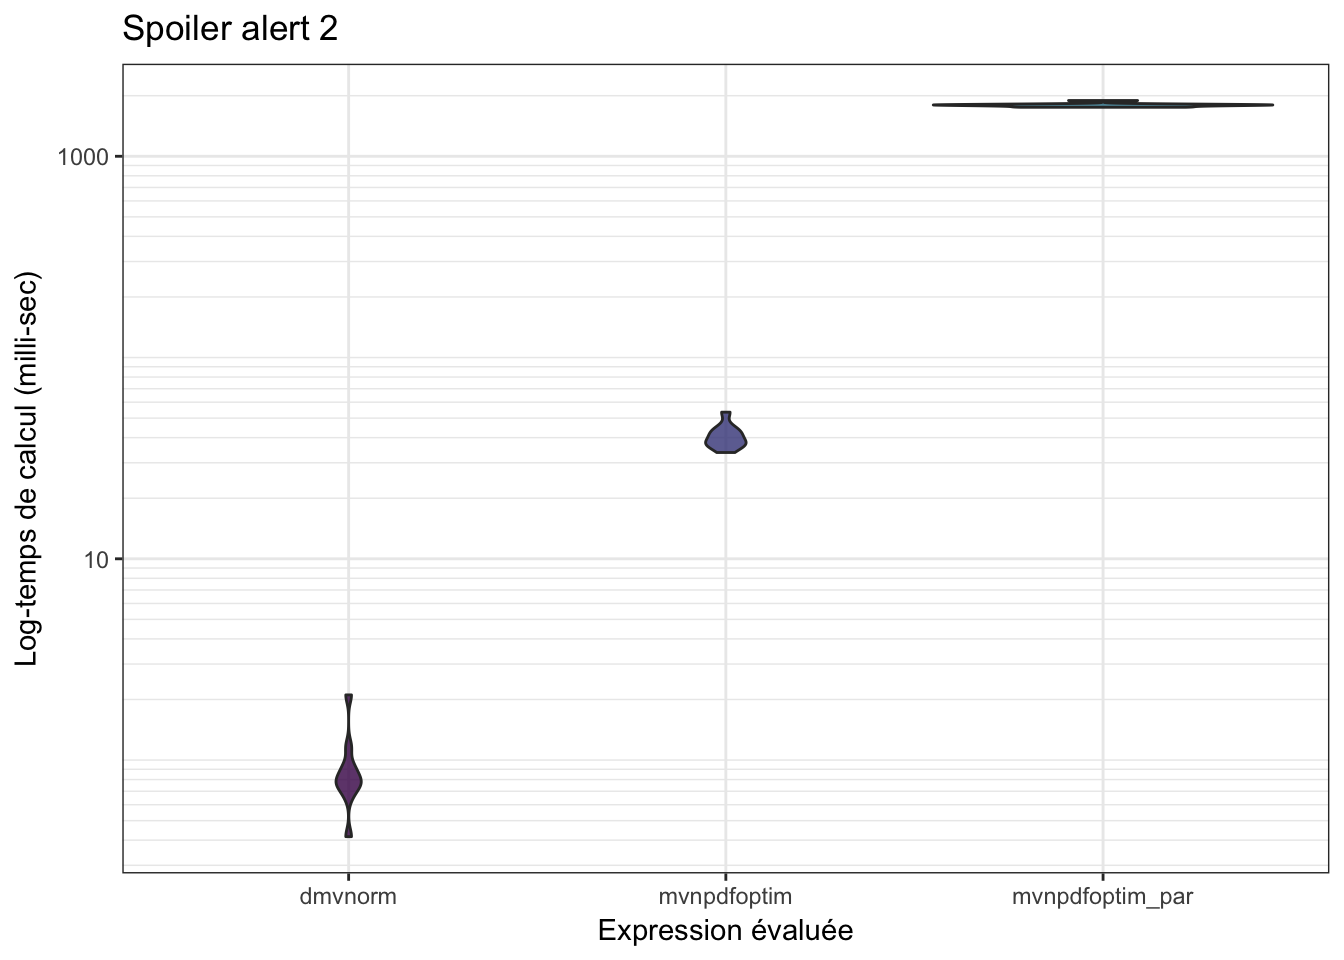 Spoiler alert 2
Log-temps de calcul (milli-sec)
1000
10
dmvnorm
mvnpdfoptim
mvnpdfoptim_par
Expression évaluée